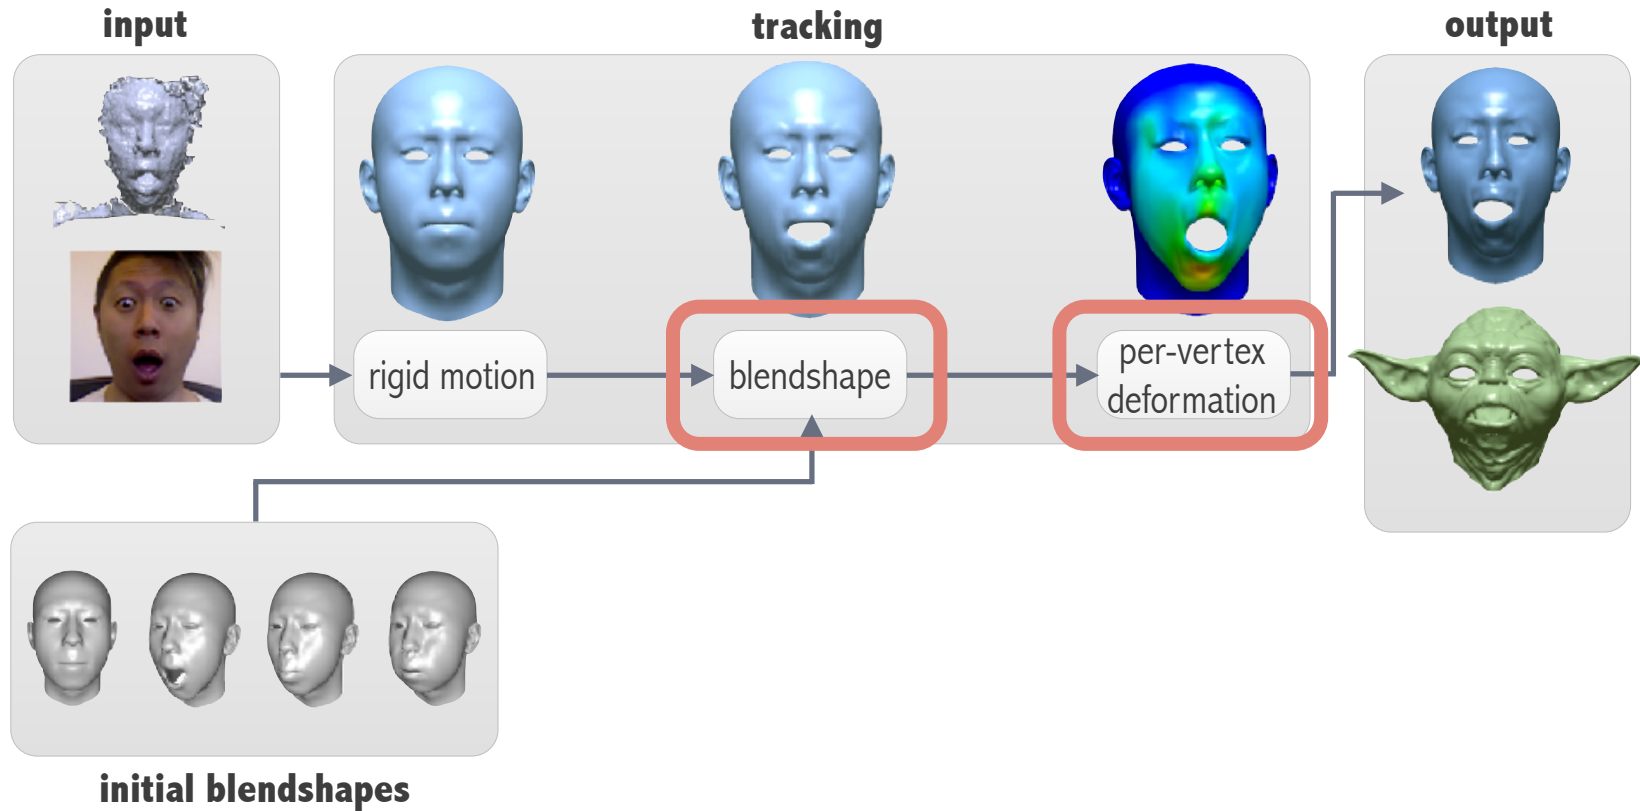 input
tracking
output
rigid motion
blendshape
per-vertex
deformation
initial blendshapes